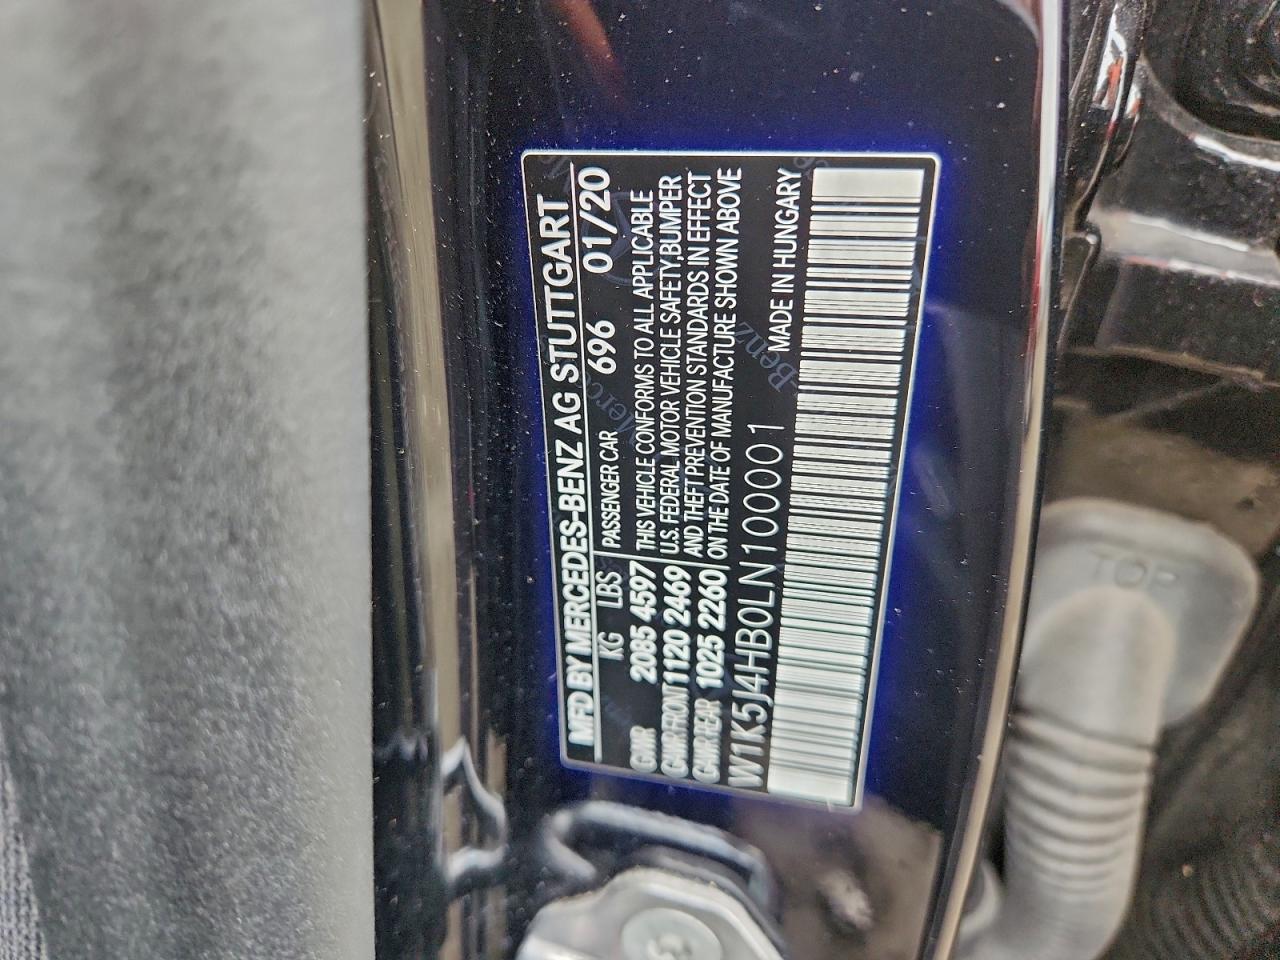 MFD BY MERCEDES-BENZ AG STUTTGART
KG LBS PASSENGER CAR 696 01/20
GVWR 2085 4597 THIS VEHICLE CONFORMS TO ALL APPLICABLE
GAWR FRONT 1120 2469 U.S. FEDERAL MOTOR VEHICLE SAFETY,BUMPER
GAWR REAR 1025 2260 AND THEFT PREVENTION STANDARDS IN EFFECT
ON THE DATE OF MANUFACTURE SHOWN ABOVE
W1K5J4HB0LN100001 MADE IN HUNGARY
TOP